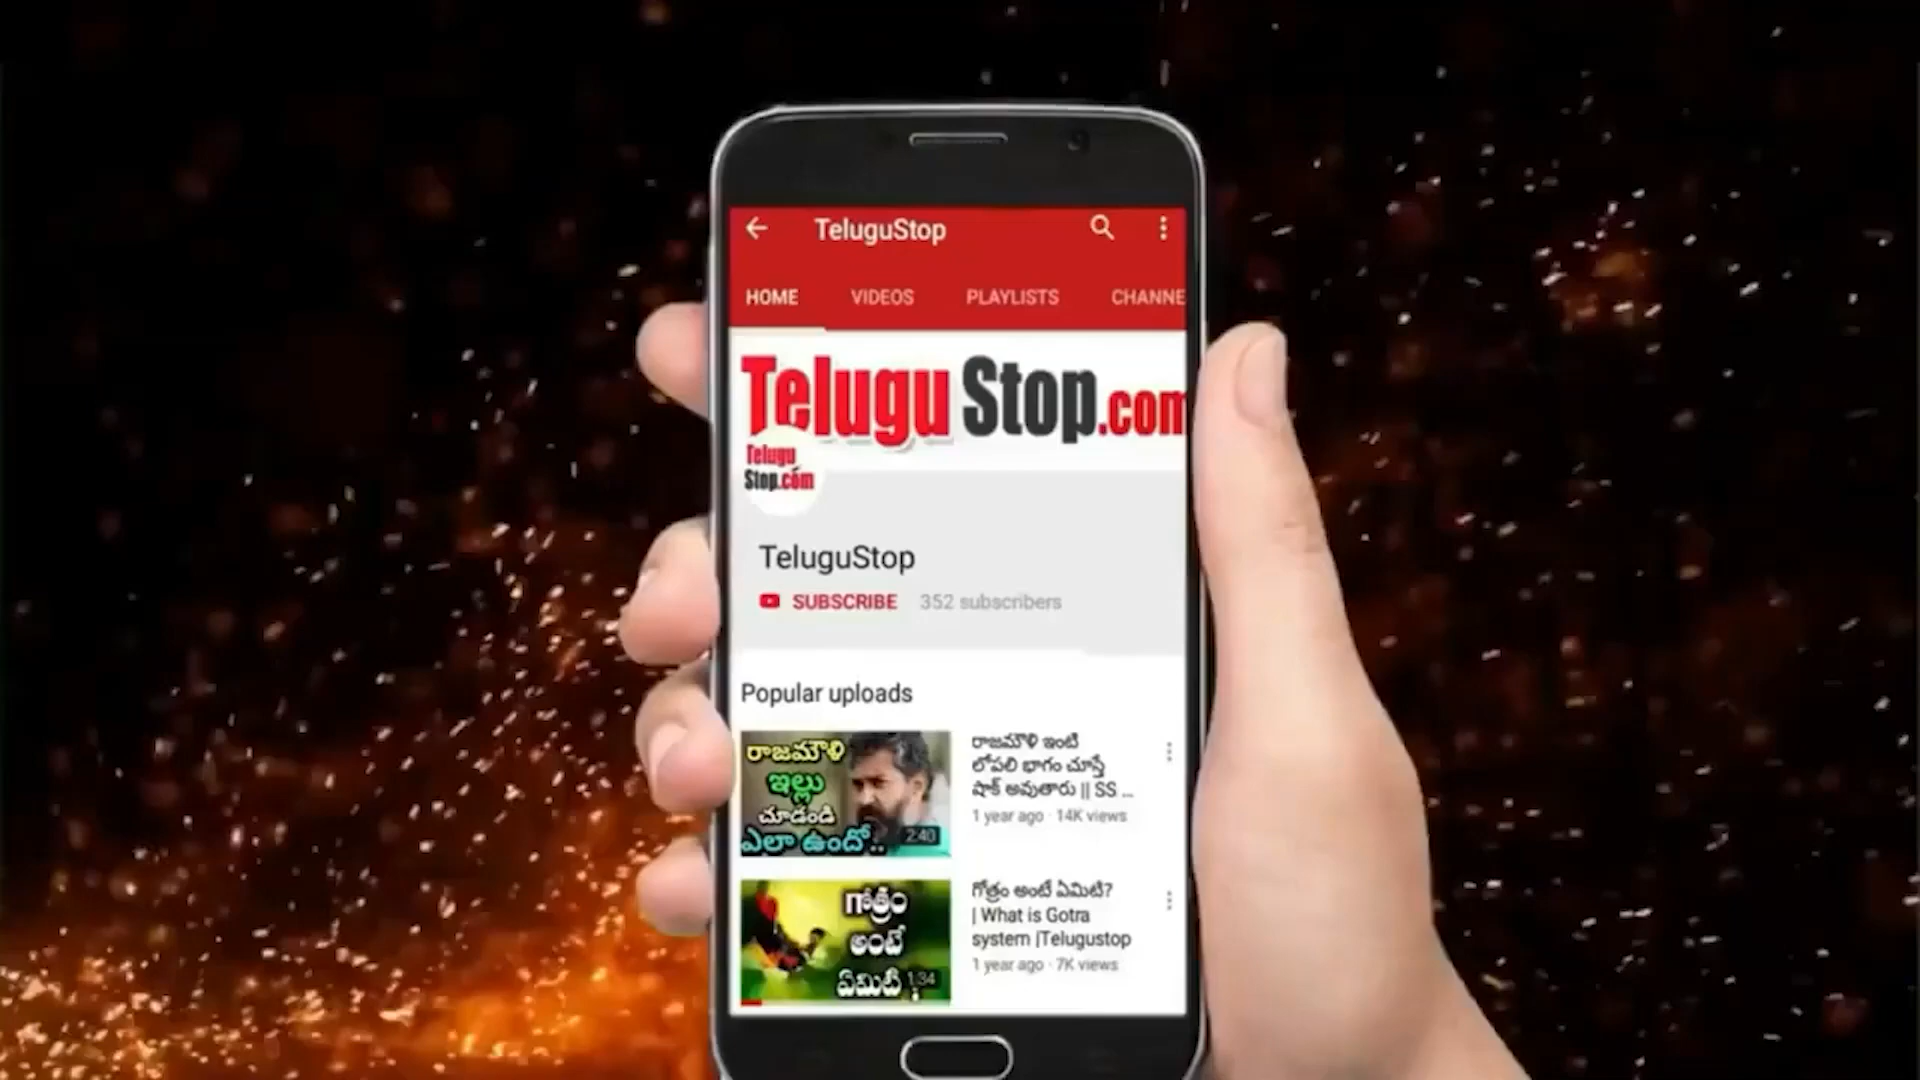 TeluguStop
HOME VIDEOS PLAYLISTS CHANNE
Telugu Stop.com
Telugu
Stop.com
TeluguStop
SUBSCRIBE 352 subscribers
Popular uploads
రాజమౌళి
ఇల్లు
చూడండి
ఎలా ఉందో..
2:40
రాజమౌళి ఇంటి
లోపలి భాగం చూస్తే
షాక్ అవుతారు || SS ...
1 year ago · 14K views
గోత్రం
అంటే
ఏమిటి !
1:34
గోత్రం అంటే ఏమిటి?
| What is Gotra
system |Telugustop
1 year ago · 7K views